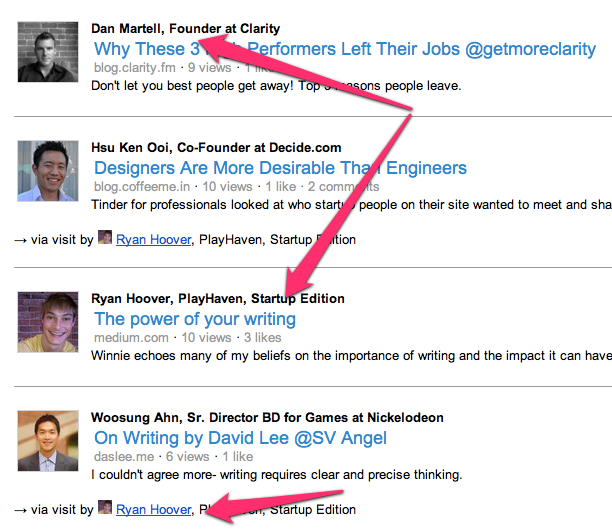 Dan Martell, Founder at Clarity
Why These 3 Performers Left Their Jobs @getmoreclarity
blog.clarity.fm · 9 views · 1 like
Don't let you best people get away! Top 3 reasons people leave.
Hsu Ken Ooi, Co-Founder at Decide.com
Designers Are More Desirable Than Engineers
blog.coffeeme.in · 10 views · 1 like · 2 comments
Tinder for professionals looked at who startup people on their site wanted to meet and sha
→ via visit by Ryan Hoover, PlayHaven, Startup Edition
Ryan Hoover, PlayHaven, Startup Edition
The power of your writing
medium.com · 10 views · 3 likes
Winnie echoes many of my beliefs on the importance of writing and the impact it can have
Woosung Ahn, Sr. Director BD for Games at Nickelodeon
On Writing by David Lee @SV Angel
daslee.me · 6 views · 1 like
I couldn't agree more- writing requires clear and precise thinking.
→ via visit by Ryan Hoover, PlayHaven, Startup Edition